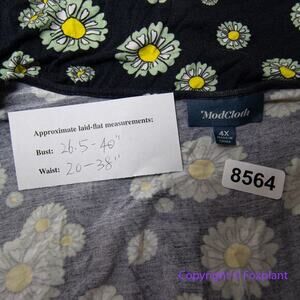 Approximate laid-flat measurements:
Bust: 26.5-40"
Waist: 20-38"
ModCloth
4X
8564
Copyright © Foxplant